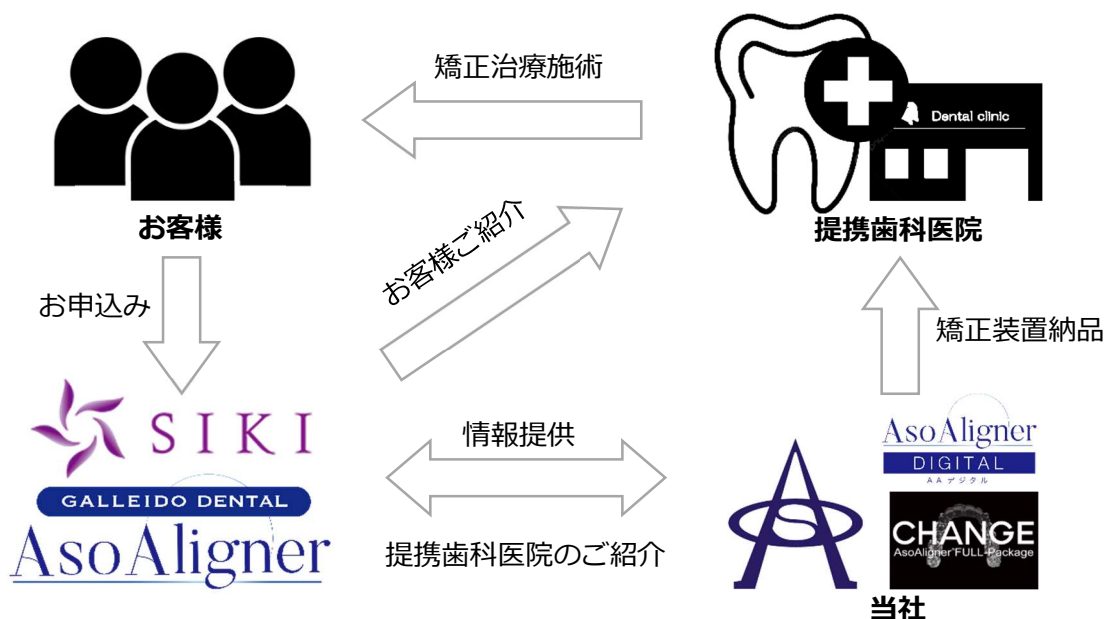 矯正治療施術
Dental clinic
お客様
提携歯科医院
お客様ご紹介
お申込み
矯正装置納品
SIKI
GALLEIDO DENTAL
AsoAligner
情報提供
提携歯科医院のご紹介
AsoAligner
DIGITAL
AAデジタル
CHANGE
AsoAligner FULL-Package
当社